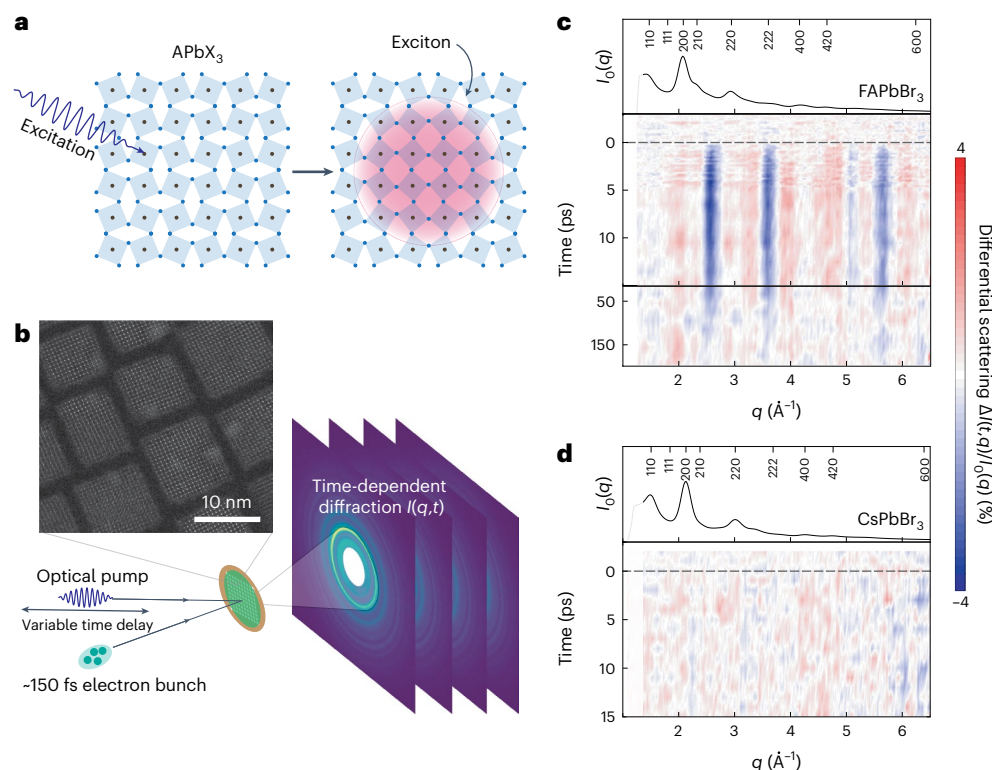 a
APbX3
Exciton
Excitation
b
10 nm
Time-dependent
diffraction I(q,t)
Optical pump
Variable time delay
~150 fs electron bunch
c
I0(q)
110
111
200
210
220
222
400
420
600
FAPbBr3
Time (ps)
0
5
10
50
150
2
3
4
5
6
q (Å−1)
d
I0(q)
110
111
200
210
220
222
400
420
600
CsPbBr3
Time (ps)
0
5
10
15
2
3
4
5
6
q (Å−1)
4
Differential scattering ΔI(t,q)/I0(q) (%)
−4